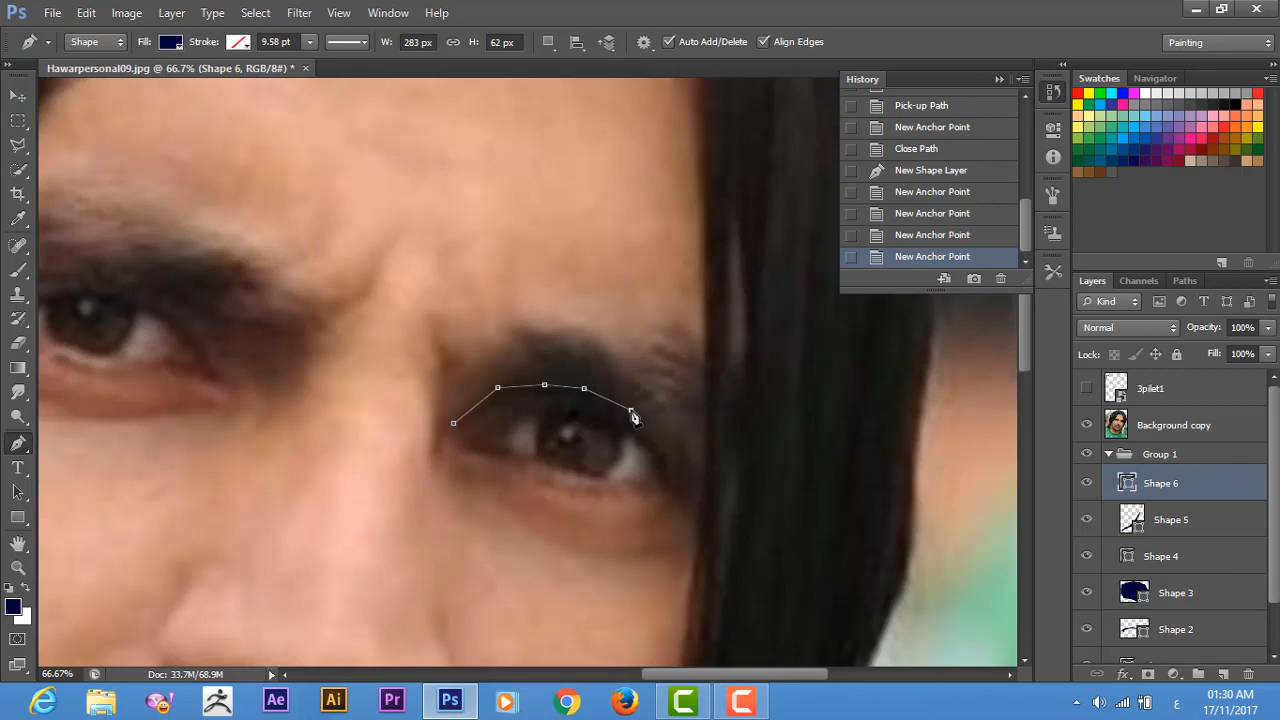 Ps File Edit Image Layer Type Select Filter View Window Help
Shape Fill: Stroke: 9.58 pt W: 283 px H: 62 px Auto Add/Delete Align Edges Painting
Hawarpersonal09.jpg @ 66.7% (Shape 6, RGB/8#) * ×
History
Pick-up Path
New Anchor Point
Close Path
New Shape Layer
New Anchor Point
New Anchor Point
New Anchor Point
New Anchor Point
Swatches Navigator
Layers Channels Paths
Kind
Normal Opacity: 100%
Lock: Fill: 100%
3pilet1
Background copy
Group 1
Shape 6
Shape 5
Shape 4
Shape 3
Shape 2
T
66.67% Doc: 33.7M/68.9M
Ae Ai Pr Ps
ع 01:30 AM
17/11/2017